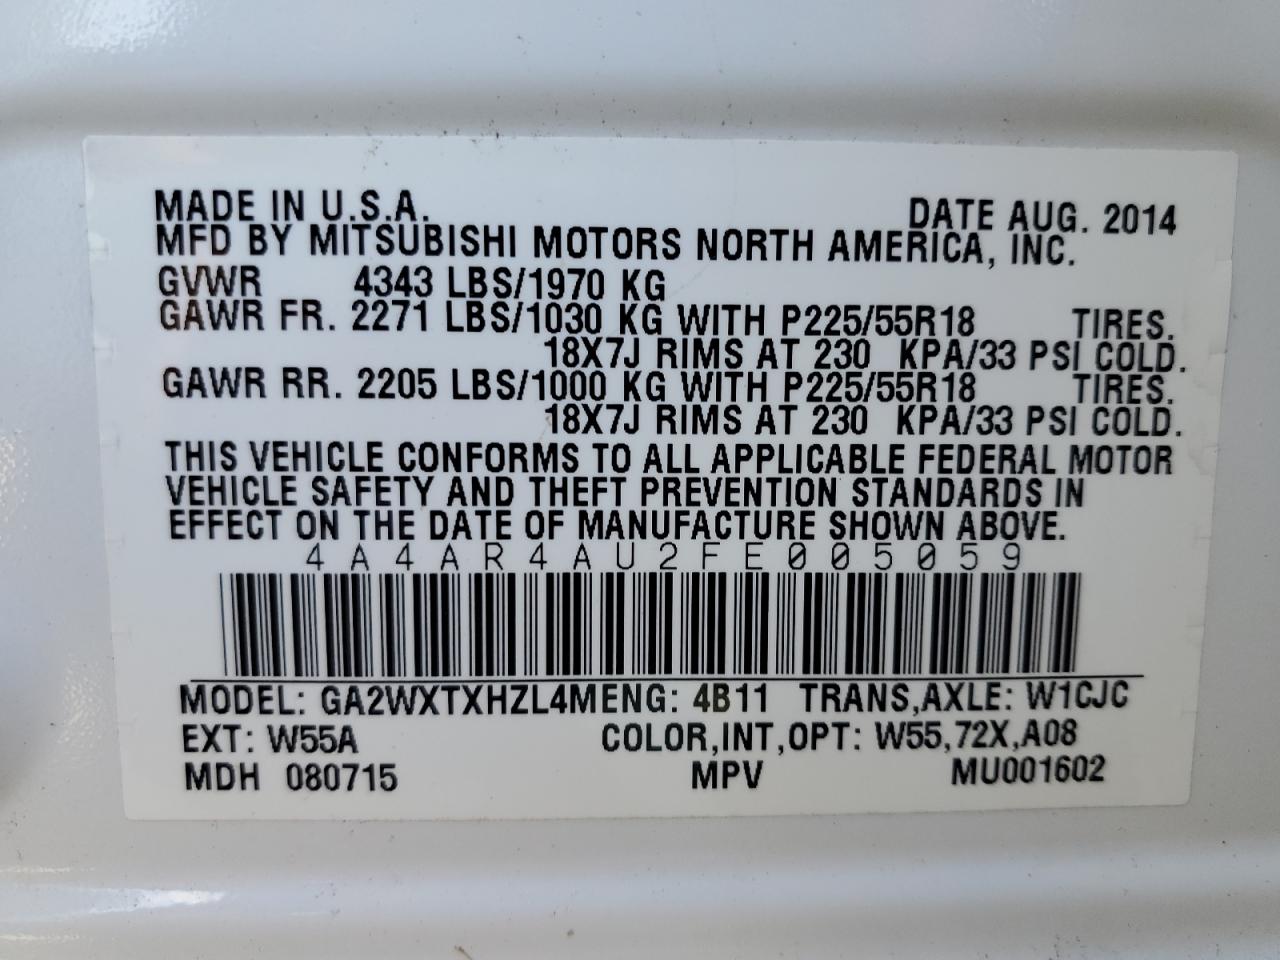 MADE IN U.S.A. DATE AUG. 2014
MFD BY MITSUBISHI MOTORS NORTH AMERICA, INC.
GVWR 4343 LBS/1970 KG
GAWR FR. 2271 LBS/1030 KG WITH P225/55R18 TIRES.
18X7J RIMS AT 230 KPA/33 PSI COLD.
GAWR RR. 2205 LBS/1000 KG WITH P225/55R18 TIRES.
18X7J RIMS AT 230 KPA/33 PSI COLD.
THIS VEHICLE CONFORMS TO ALL APPLICABLE FEDERAL MOTOR
VEHICLE SAFETY AND THEFT PREVENTION STANDARDS IN
EFFECT ON THE DATE OF MANUFACTURE SHOWN ABOVE.
4A4AR4AU2FE005059
MODEL: GA2WXTXHZL4MENG: 4B11 TRANS,AXLE: W1CJC
EXT: W55A COLOR,INT,OPT: W55,72X,A08
MDH 080715 MPV MU001602